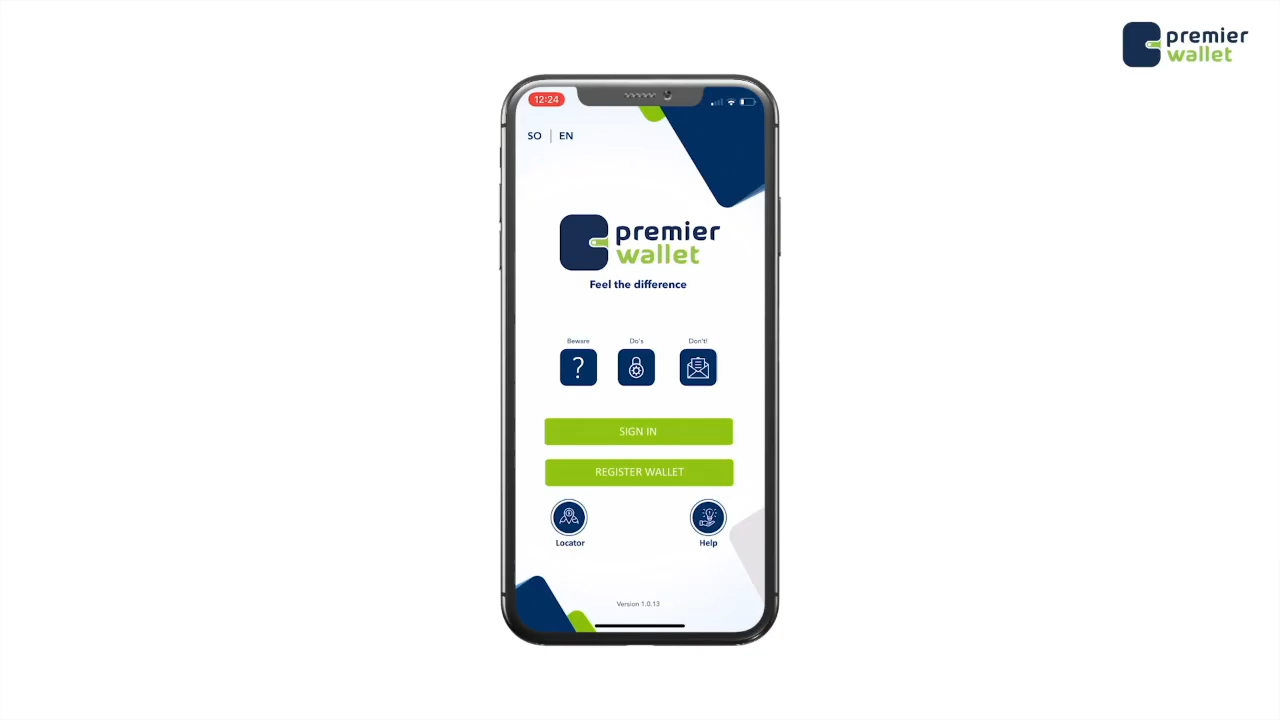 premier
wallet
12:24
SO | EN
premier
wallet
Feel the difference
Beware
Do's
Don't!
?
SIGN IN
REGISTER WALLET
Locator
Help
Version 1.0.13